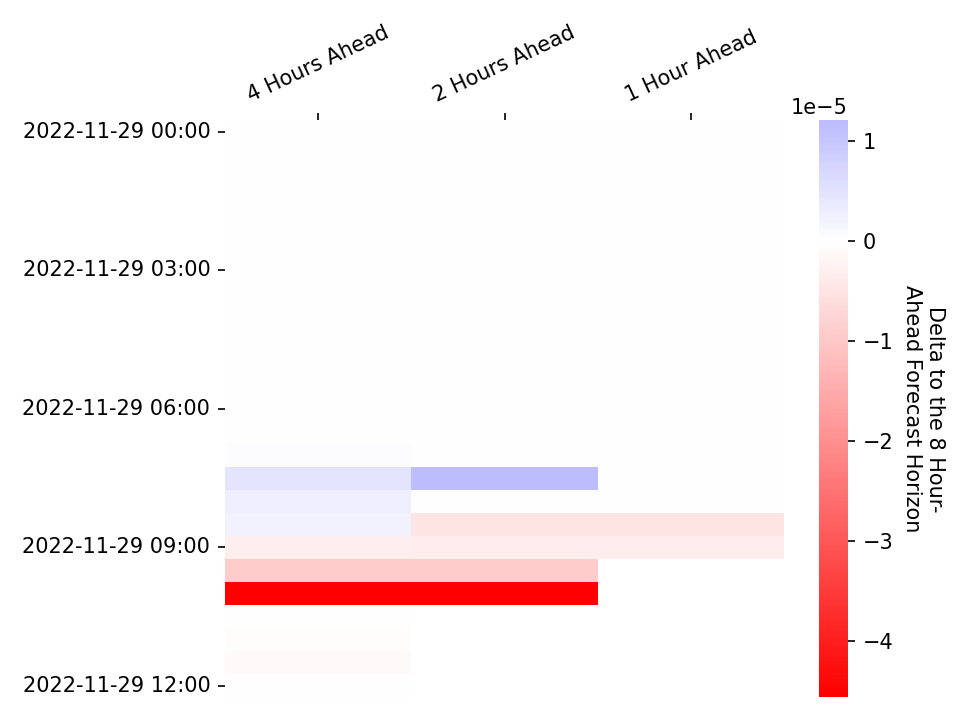 4 Hours Ahead
2 Hours Ahead
1 Hour Ahead
2022-11-29 00:00
2022-11-29 03:00
2022-11-29 06:00
2022-11-29 09:00
2022-11-29 12:00
1e−5
1
0
−1
−2
−3
−4
Delta to the 8 Hour-
Ahead Forecast Horizon